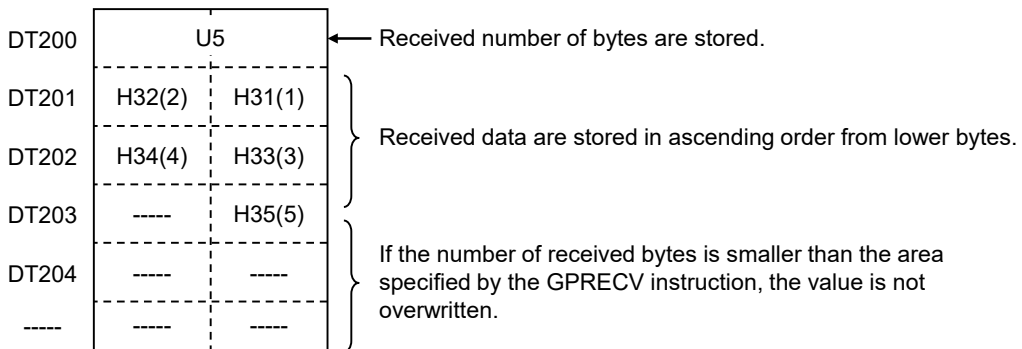 DT200 U5 Received number of bytes are stored.
DT201 H32(2) H31(1)
Received data are stored in ascending order from lower bytes.
DT202 H34(4) H33(3)
DT203 ----- H35(5)
If the number of received bytes is smaller than the area
DT204 ----- -----
specified by the GPRECV instruction, the value is not
overwritten.
----- ----- -----